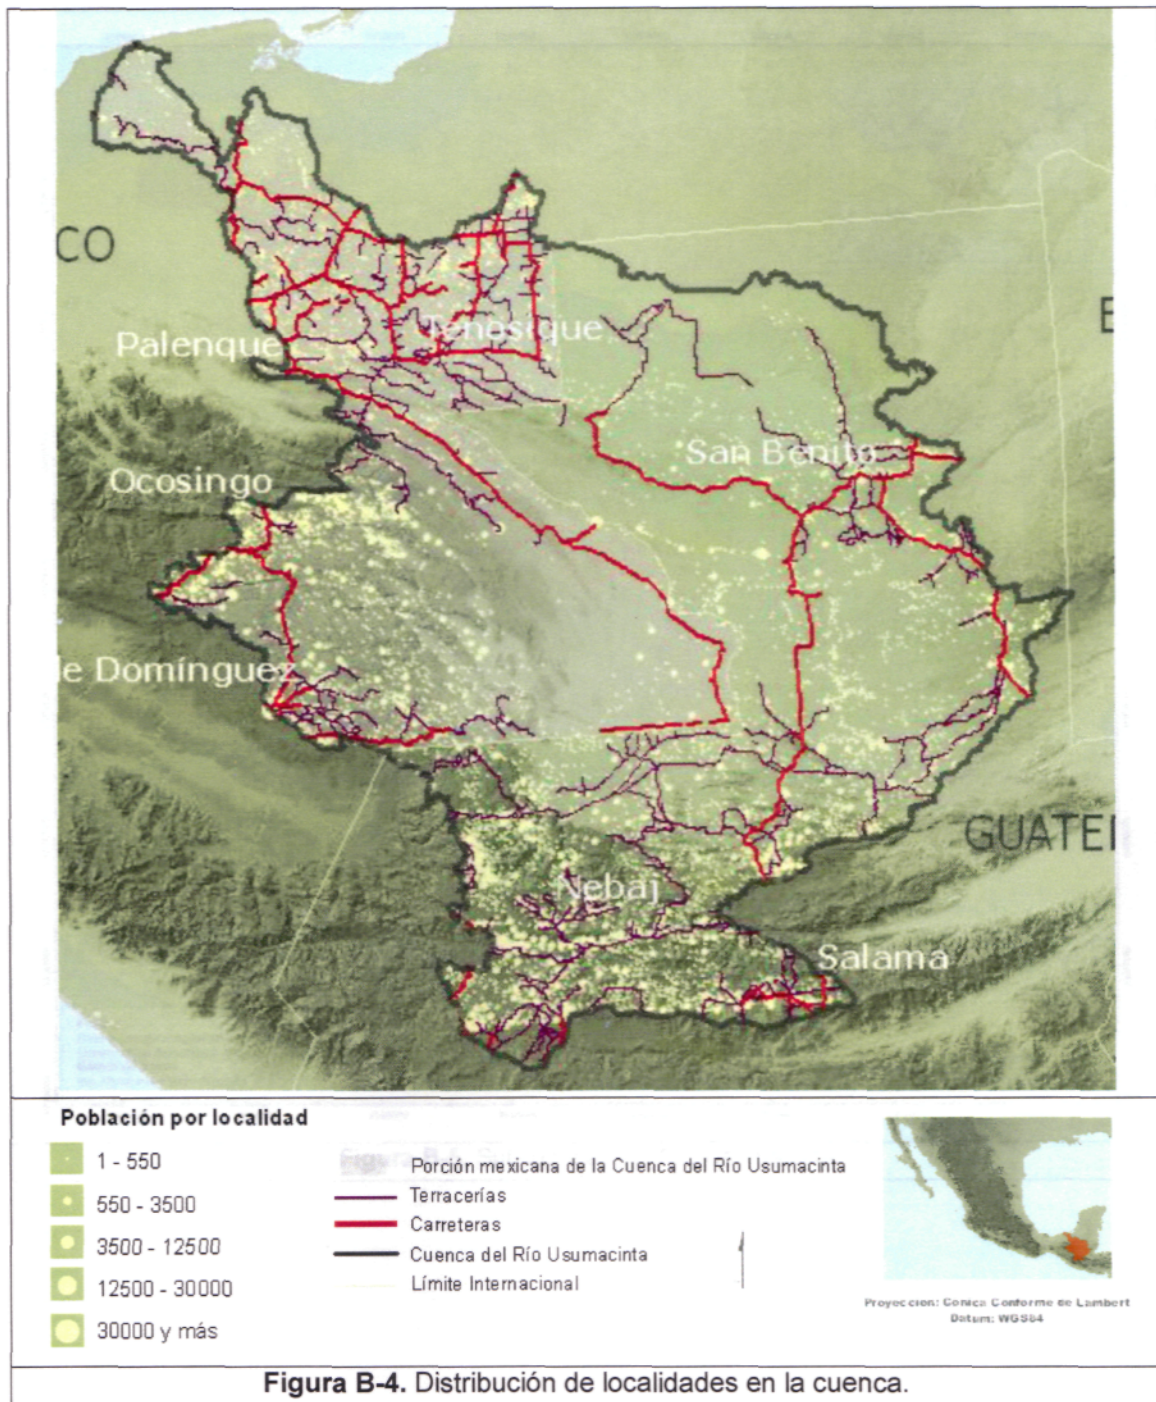 CO
E
Tenosique
Palenque
San Benito
Ocosingo
de Domínguez
GUATE
Nebaj
Salama
Población por localidad
1 - 550
550 - 3500
3500 - 12500
12500 - 30000
30000 y más
Porción mexicana de la Cuenca del Río Usumacinta
Terracerías
Carreteras
Cuenca del Río Usumacinta
Límite Internacional
Proyeccion: Conica Conforme de Lambert
Datum: WGS84
Figura B-4. Distribución de localidades en la cuenca.